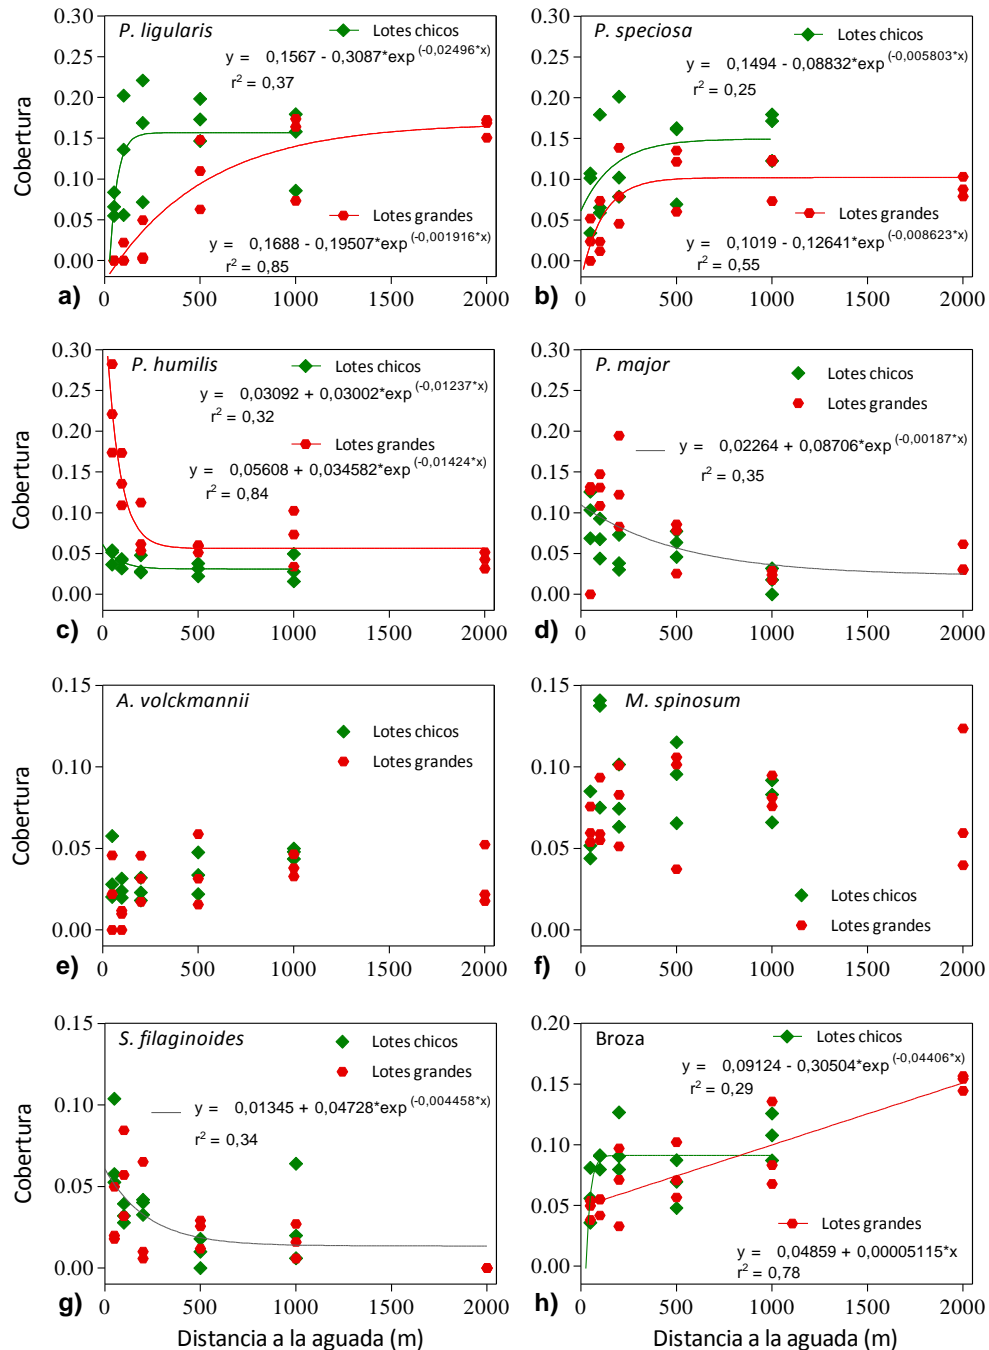 P. ligularis
Lotes chicos
y = 0,1567 - 0,3087*exp(-0,02496*x)
r2 = 0,37
Lotes grandes
y = 0,1688 - 0,19507*exp(-0,001916*x)
r2 = 0,85
Cobertura
0.30
0.25
0.20
0.15
0.10
0.05
0.00
a)
0 500 1000 1500 2000
P. speciosa
Lotes chicos
y = 0,1494 - 0,08832*exp(-0,005803*x)
r2 = 0,25
Lotes grandes
y = 0,1019 - 0,12641*exp(-0,008623*x)
r2 = 0,55
0.30
0.25
0.20
0.15
0.10
0.05
0.00
b)
0 500 1000 1500 2000
P. humilis
Lotes chicos
y = 0,03092 + 0,03002*exp(-0,01237*x)
r2 = 0,32
Lotes grandes
y = 0,05608 + 0,034582*exp(-0,01424*x)
r2 = 0,84
Cobertura
0.30
0.25
0.20
0.15
0.10
0.05
0.00
c)
0 500 1000 1500 2000
P. major
Lotes chicos
Lotes grandes
y = 0,02264 + 0,08706*exp(-0,00187*x)
r2 = 0,35
0.30
0.25
0.20
0.15
0.10
0.05
0.00
d)
0 500 1000 1500 2000
A. volckmannii
Lotes chicos
Lotes grandes
Cobertura
0.15
0.10
0.05
0.00
e)
0 500 1000 1500 2000
M. spinosum
Lotes chicos
Lotes grandes
0.15
0.10
0.05
0.00
f)
0 500 1000 1500 2000
S. filaginoides
Lotes chicos
Lotes grandes
y = 0,01345 + 0,04728*exp(-0,004458*x)
r2 = 0,34
Cobertura
0.15
0.10
0.05
0.00
g)
0 500 1000 1500 2000
Distancia a la aguada (m)
Broza
Lotes chicos
y = 0,09124 - 0,30504*exp(-0,04406*x)
r2 = 0,29
Lotes grandes
y = 0,04859 + 0,00005115*x
r2 = 0,78
0.20
0.15
0.10
0.05
0.00
h)
0 500 1000 1500 2000
Distancia a la aguada (m)